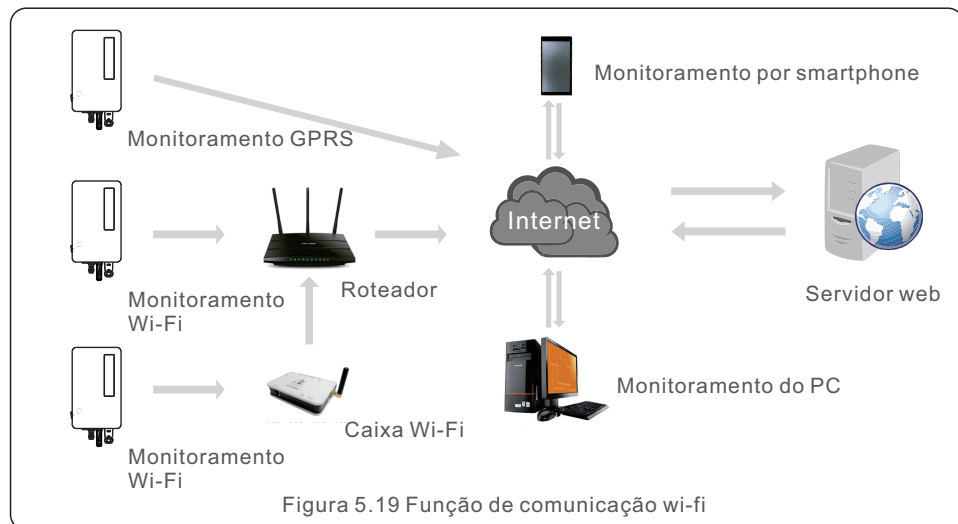 Monitoramento por smartphone
Monitoramento GPRS
Internet
Monitoramento
Wi-Fi
Roteador
Servidor web
Monitoramento do PC
Caixa Wi-Fi
Monitoramento
Wi-Fi
Figura 5.19 Função de comunicação wi-fi